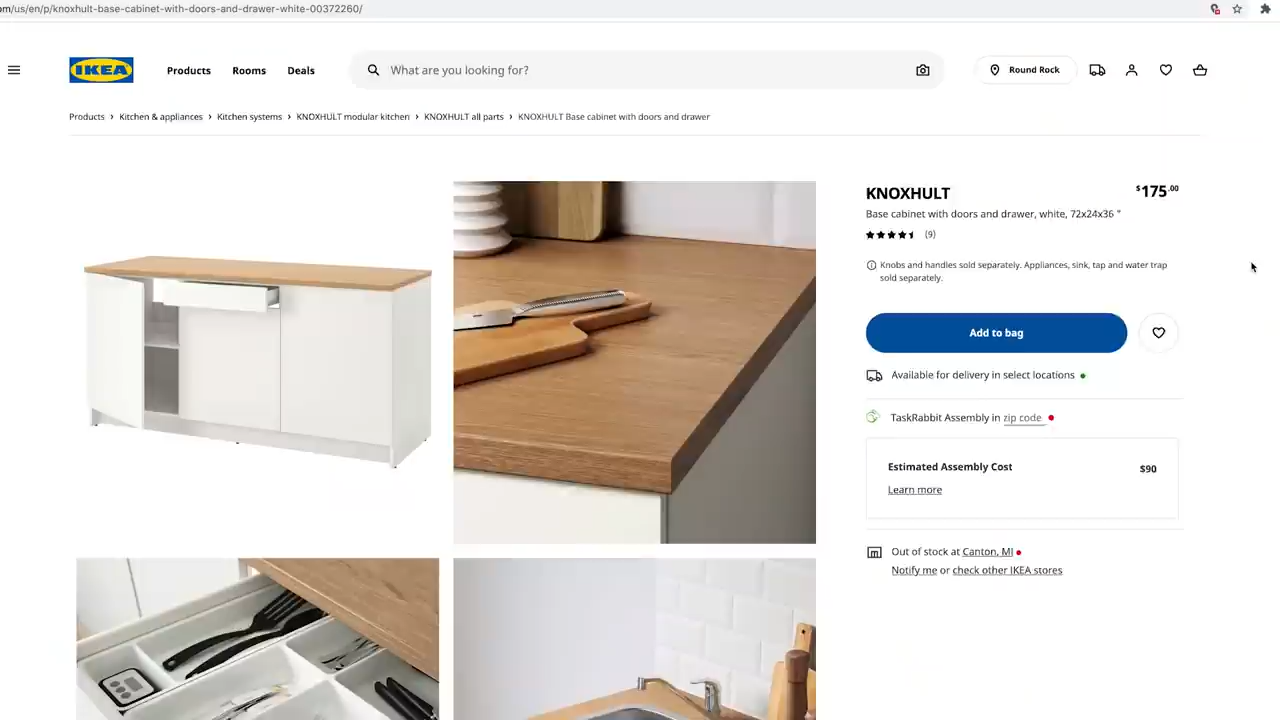 om/us/en/p/knoxhult-base-cabinet-with-doors-and-drawer-white-00372260/
IKEA
Products
Rooms
Deals
What are you looking for?
Round Rock
Products › Kitchen & appliances › Kitchen systems › KNOXHULT modular kitchen › KNOXHULT all parts › KNOXHULT Base cabinet with doors and drawer
KNOXHULT
$175.00
Base cabinet with doors and drawer, white, 72x24x36 "
(9)
Knobs and handles sold separately. Appliances, sink, tap and water trap
sold separately.
Add to bag
Available for delivery in select locations
TaskRabbit Assembly in zip code
Estimated Assembly Cost
$90
Learn more
Out of stock at Canton, MI
Notify me or check other IKEA stores